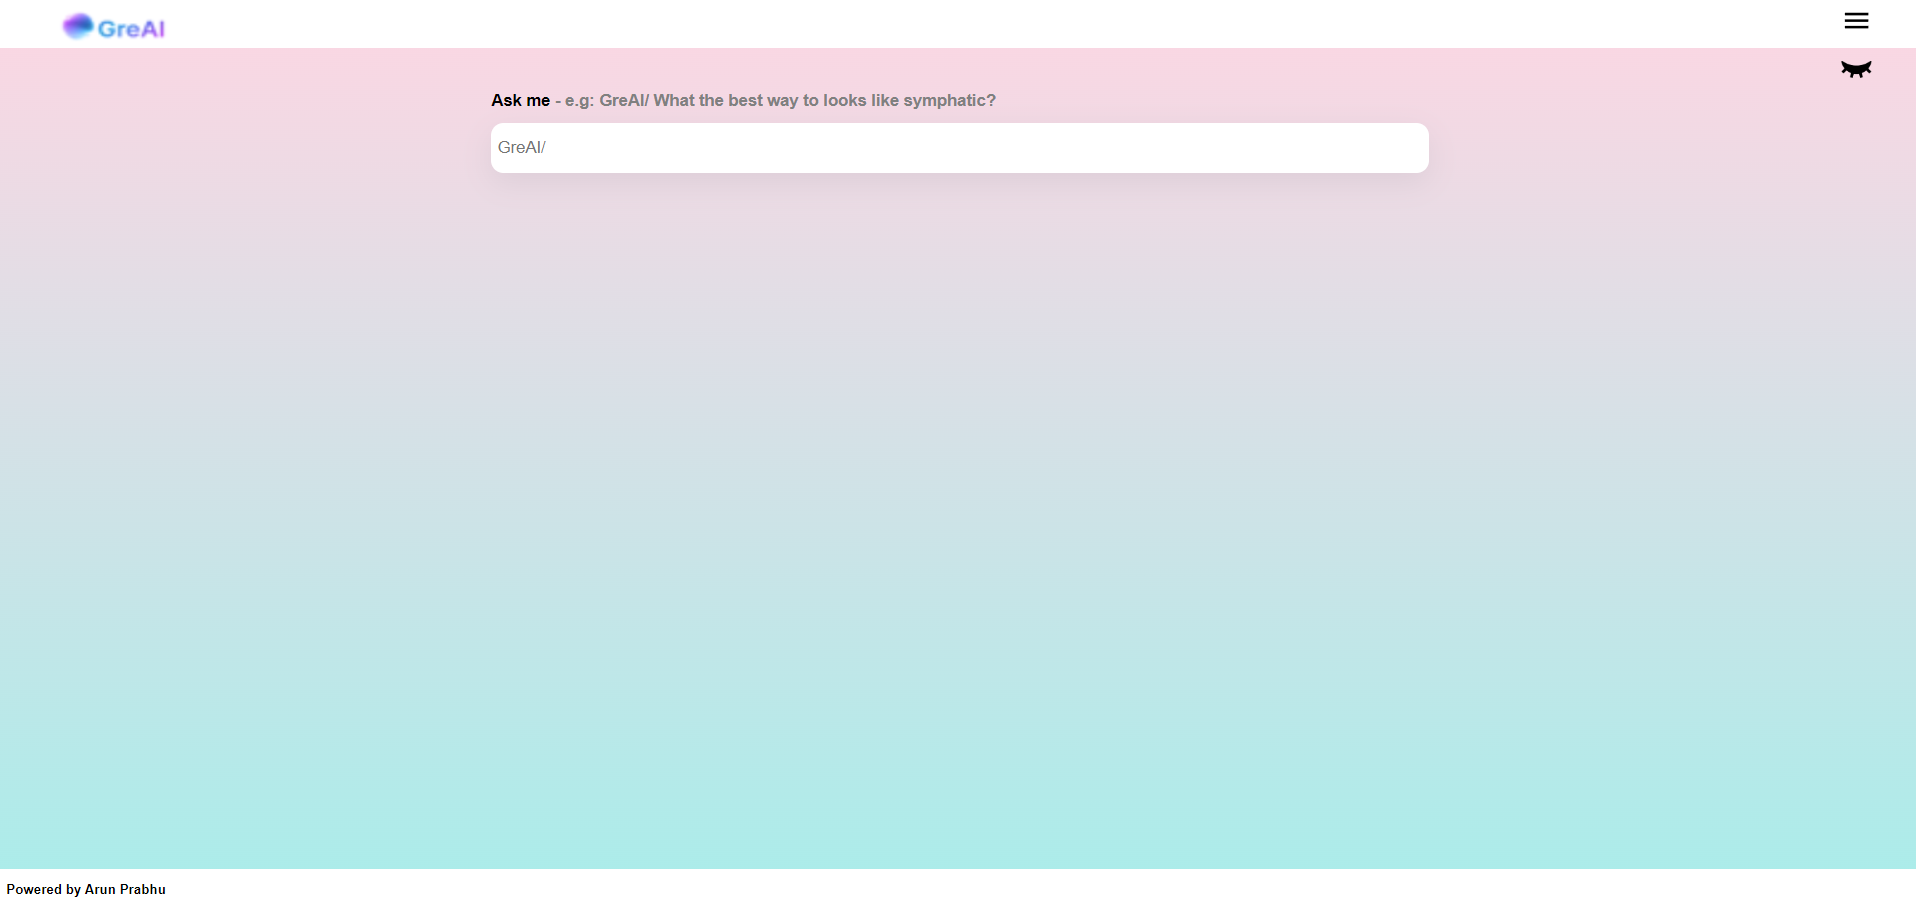 GreAI
Ask me - e.g: GreAI/ What the best way to looks like symphatic?
GreAI/
Powered by Arun Prabhu